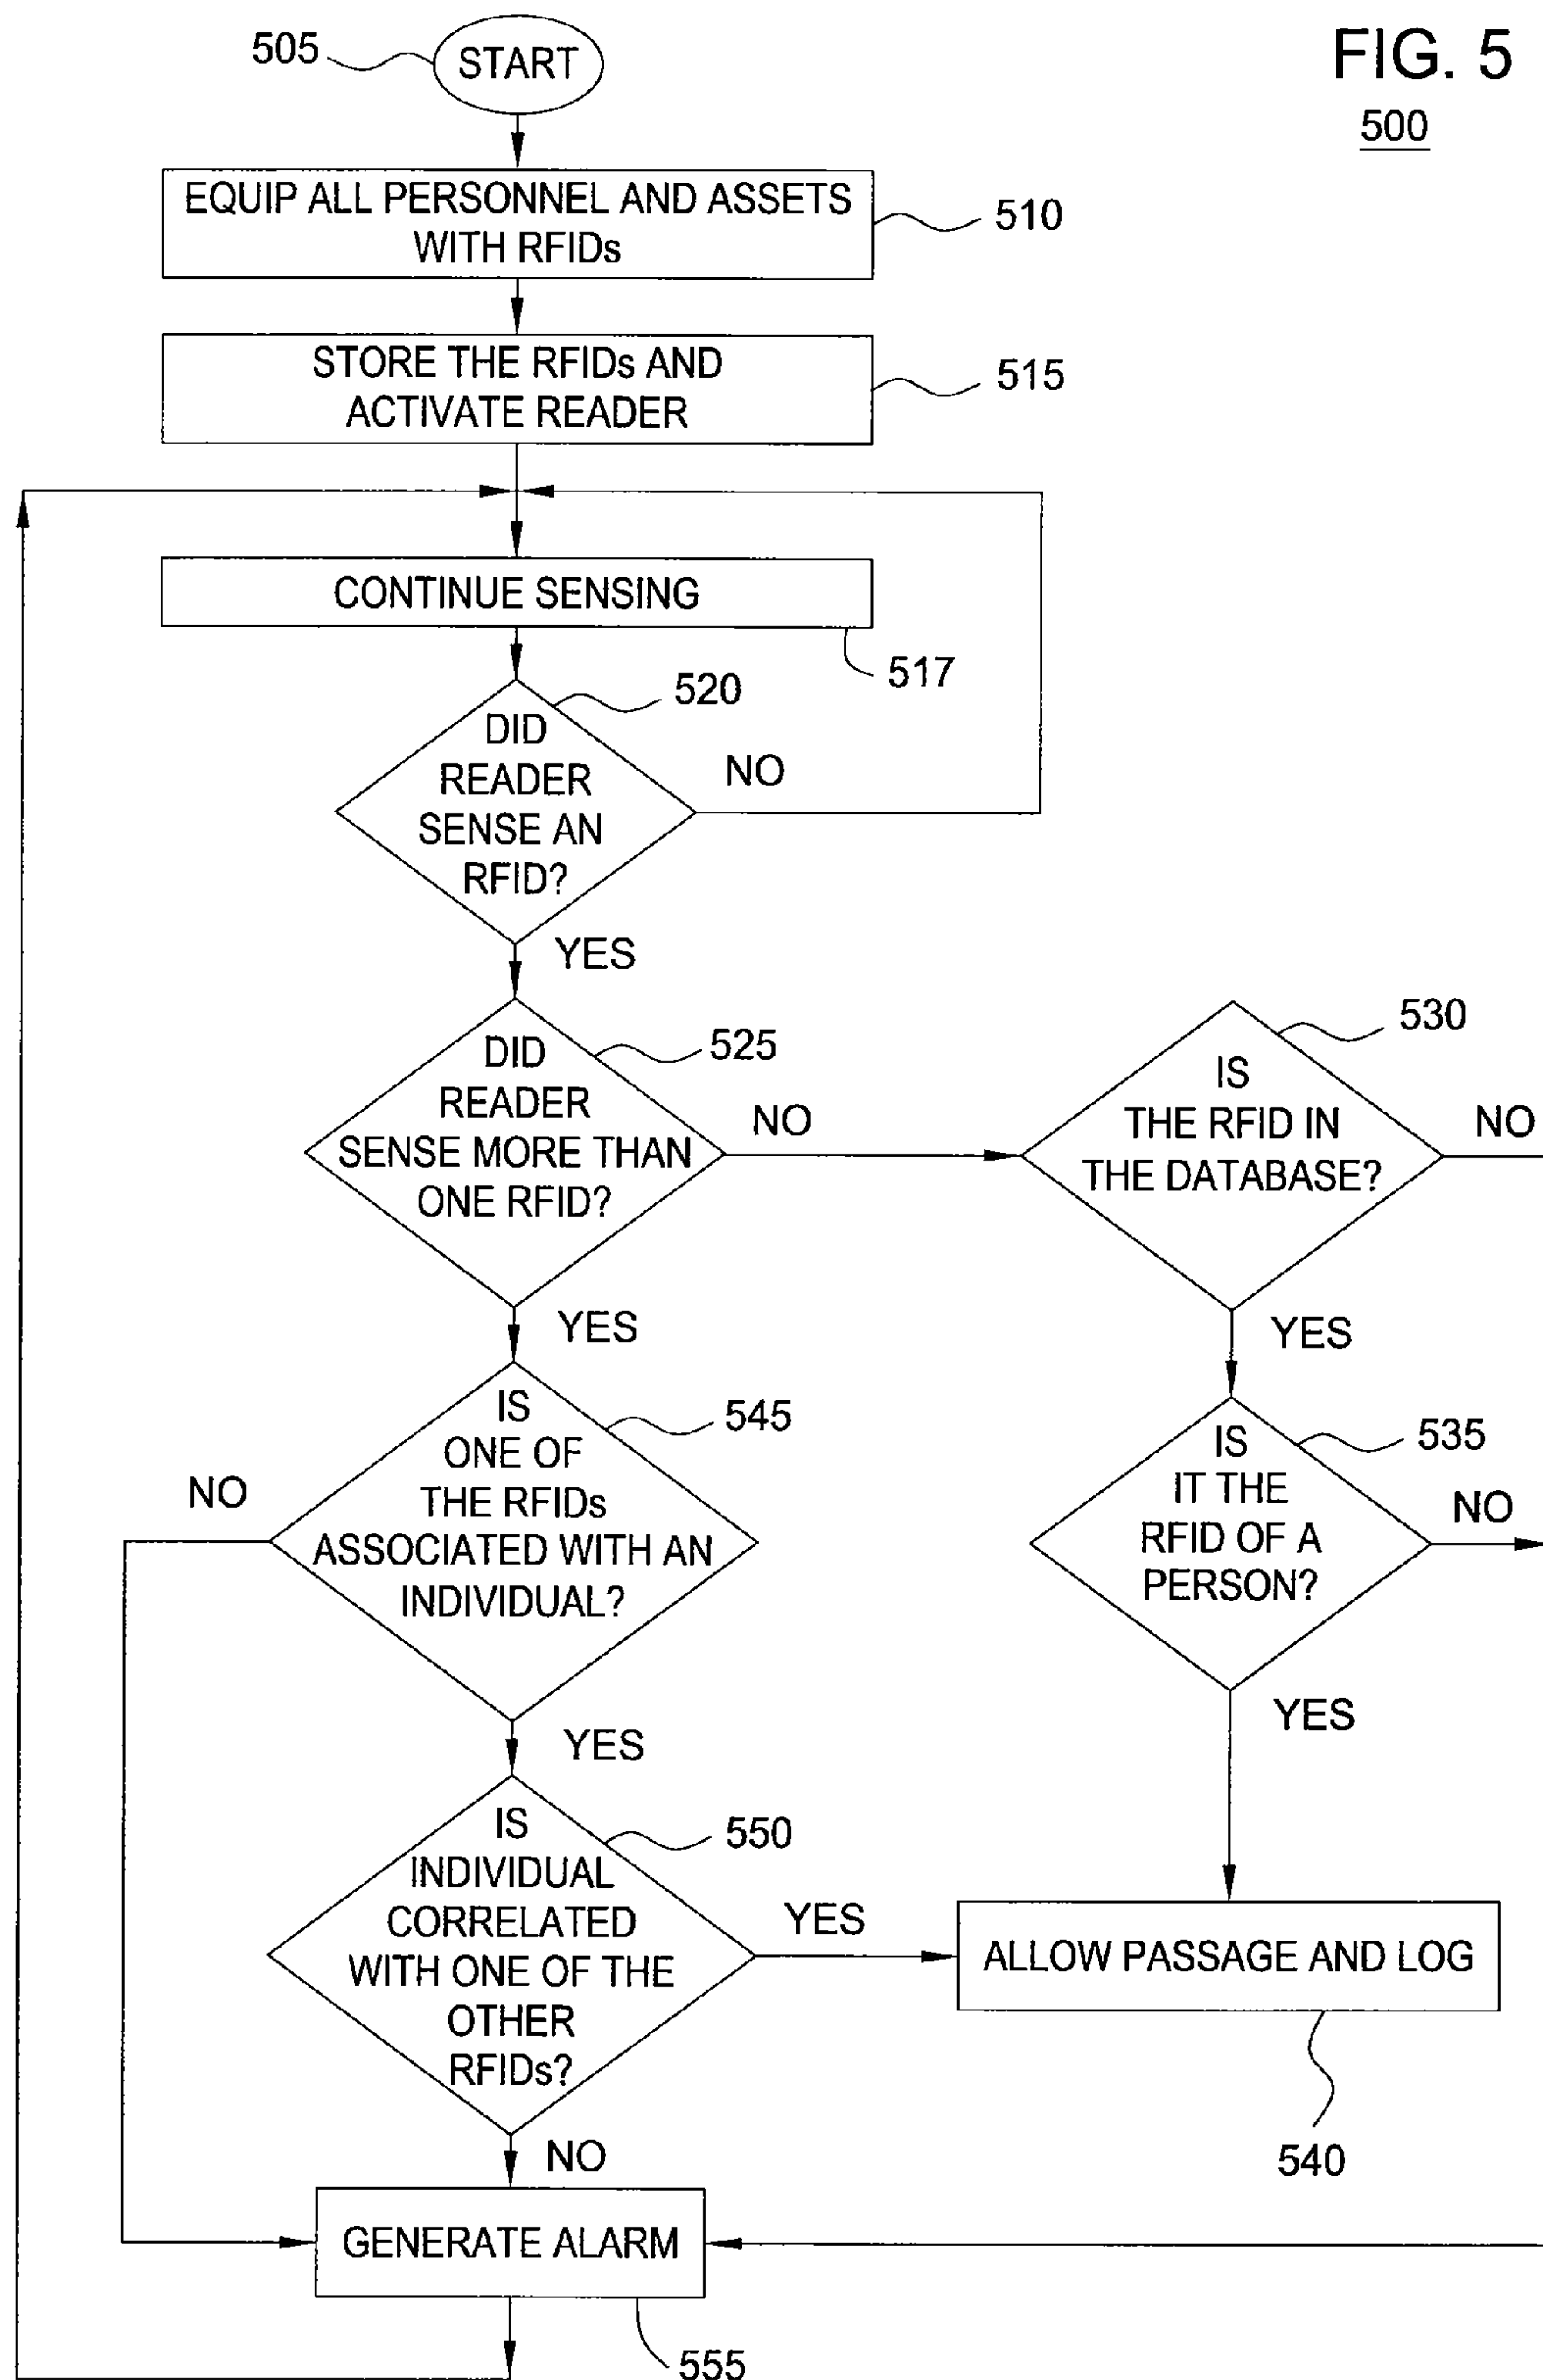 FIG. 5
500
505
START
EQUIP ALL PERSONNEL AND ASSETS
WITH RFIDs
510
STORE THE RFIDs AND
ACTIVATE READER
515
CONTINUE SENSING
517
520
DID
READER
SENSE AN
RFID?
NO
YES
525
DID
READER
SENSE MORE THAN
ONE RFID?
NO
YES
530
IS
THE RFID IN
THE DATABASE?
NO
YES
535
IS
IT THE
RFID OF A
PERSON?
NO
YES
545
IS
ONE OF
THE RFIDs
ASSOCIATED WITH AN
INDIVIDUAL?
NO
YES
550
IS
INDIVIDUAL
CORRELATED
WITH ONE OF THE
OTHER
RFIDs?
YES
NO
ALLOW PASSAGE AND LOG
540
GENERATE ALARM
555